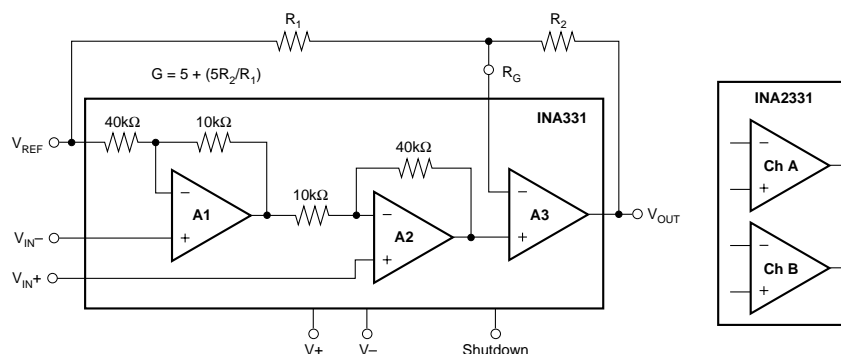 R1
R2
G = 5 + (5R2/R1)
RG
INA331
INA2331
40kΩ
10kΩ
40kΩ
VREF
10kΩ
A1
A2
A3
−
+
−
+
−
+
VIN−
VIN+
VOUT
−
Ch A
+
−
Ch B
+
V+
V−
Shutdown